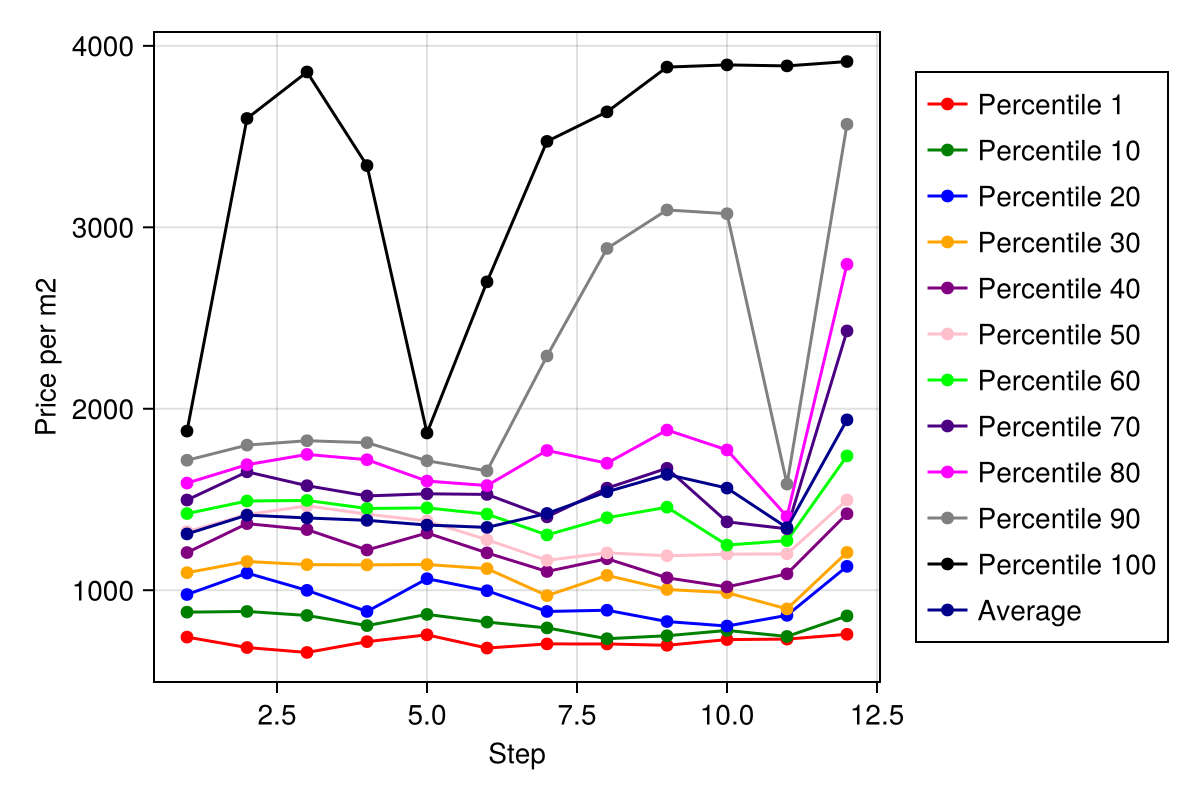 4000
3000
2000
1000
Price per m2
2.5 5.0 7.5 10.0 12.5
Step
Percentile 1
Percentile 10
Percentile 20
Percentile 30
Percentile 40
Percentile 50
Percentile 60
Percentile 70
Percentile 80
Percentile 90
Percentile 100
Average